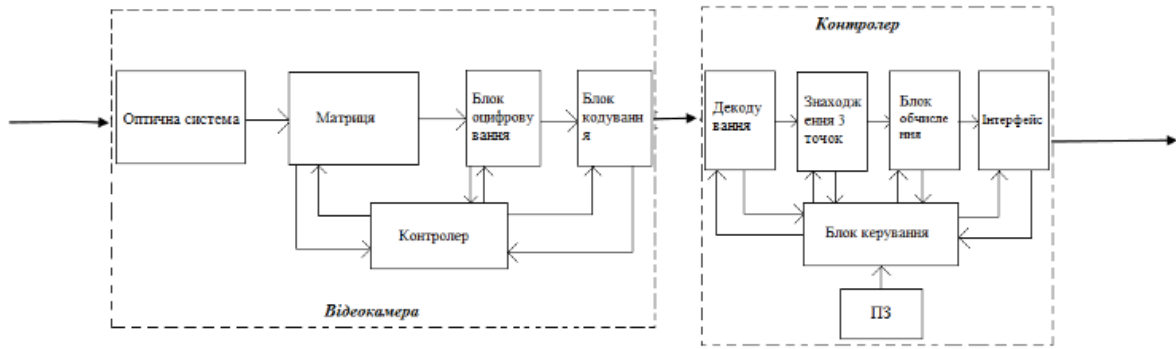 Контролер
Оптична система
Матриця
Блок
оцифрову
вання
Блок
кодуванн
я
Контролер
Відеокамера
Декоду
вання
Знаходж
ення 3
точок
Блок
обчисле
ння
Інтерфейс
Блок керування
ПЗ